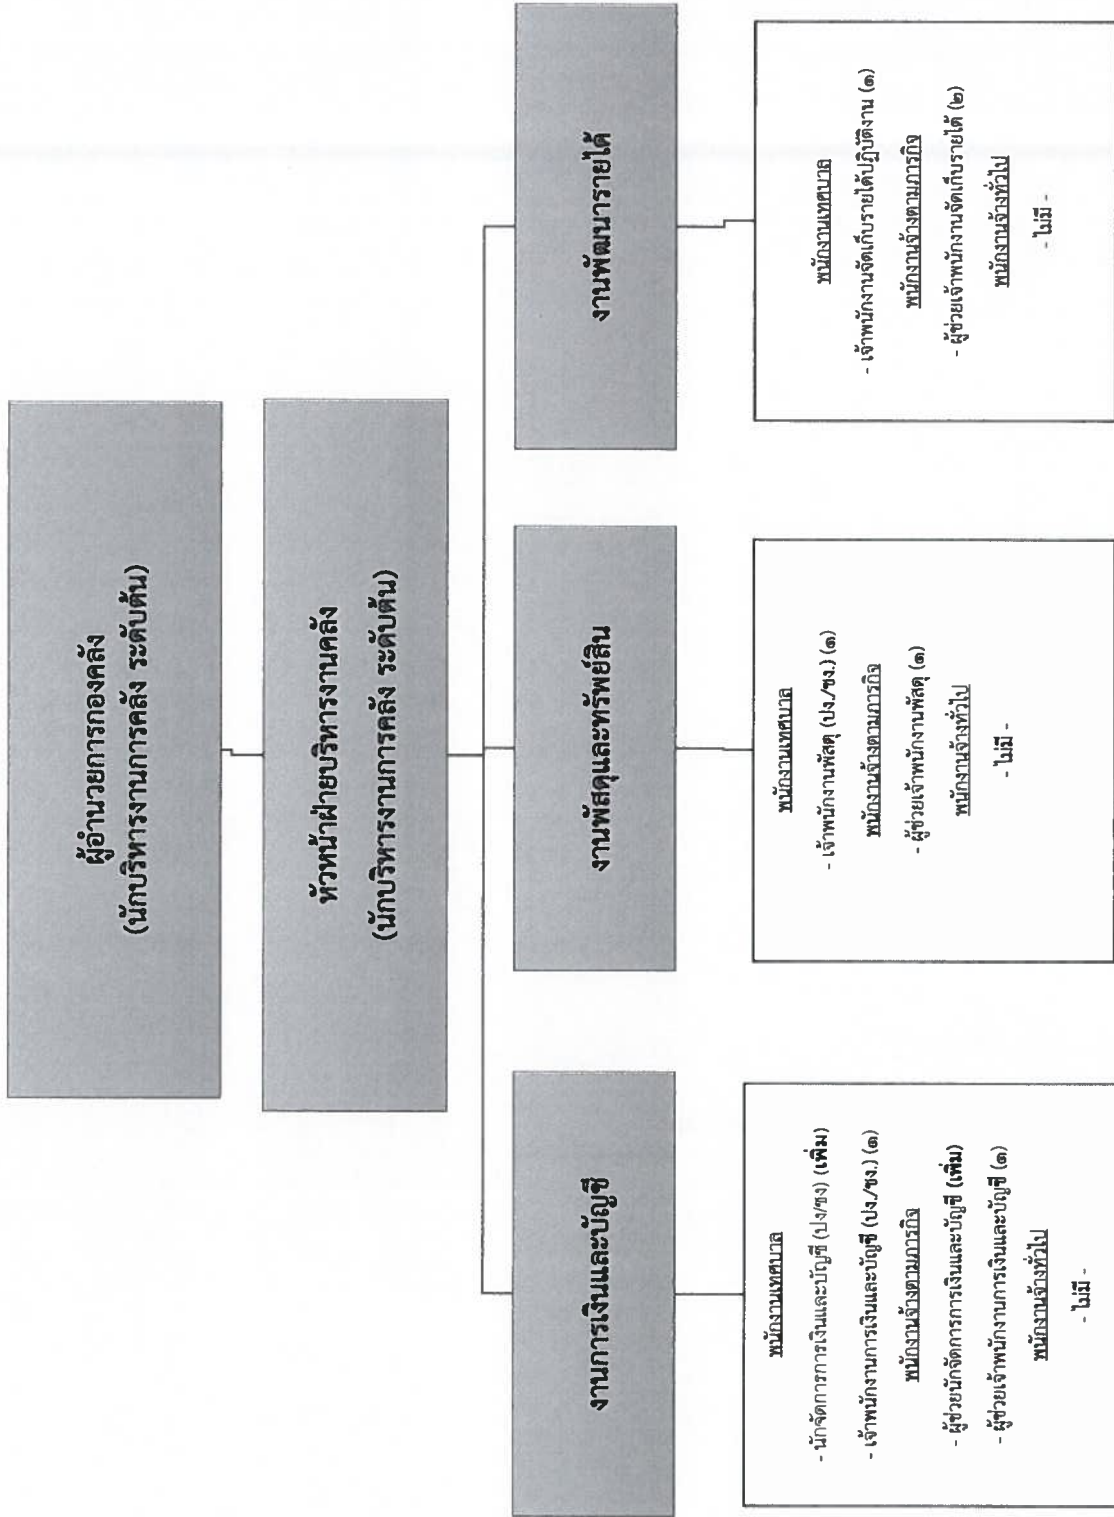 ผู้อำนวยการกองคลัง
(นักบริหารงานการคลัง ระดับต้น)
หัวหน้าฝ่ายบริหารงานคลัง
(นักบริหารงานการคลัง ระดับต้น)
งานการเงินและบัญชี
พนักงานเทศบาล
- นักจัดการการเงินและบัญชี (ปง/ชง) (เพิ่ม)
- เจ้าพนักงานการเงินและบัญชี (ปง./ชง.) (๑)
พนักงานจ้างตามภารกิจ
- ผู้ช่วยนักจัดการการเงินและบัญชี (เพิ่ม)
- ผู้ช่วยเจ้าพนักงานการเงินและบัญชี (๑)
พนักงานจ้างทั่วไป
- ไม่มี -
งานพัสดุและทรัพย์สิน
พนักงานเทศบาล
- เจ้าพนักงานพัสดุ (ปง./ชง.) (๑)
พนักงานจ้างตามภารกิจ
- ผู้ช่วยเจ้าพนักงานพัสดุ (๑)
พนักงานจ้างทั่วไป
- ไม่มี -
งานพัฒนารายได้
พนักงานเทศบาล
- เจ้าพนักงานจัดเก็บรายได้ปฏิบัติงาน (๑)
พนักงานจ้างตามภารกิจ
- ผู้ช่วยเจ้าพนักงานจัดเก็บรายได้ (๒)
พนักงานจ้างทั่วไป
- ไม่มี -